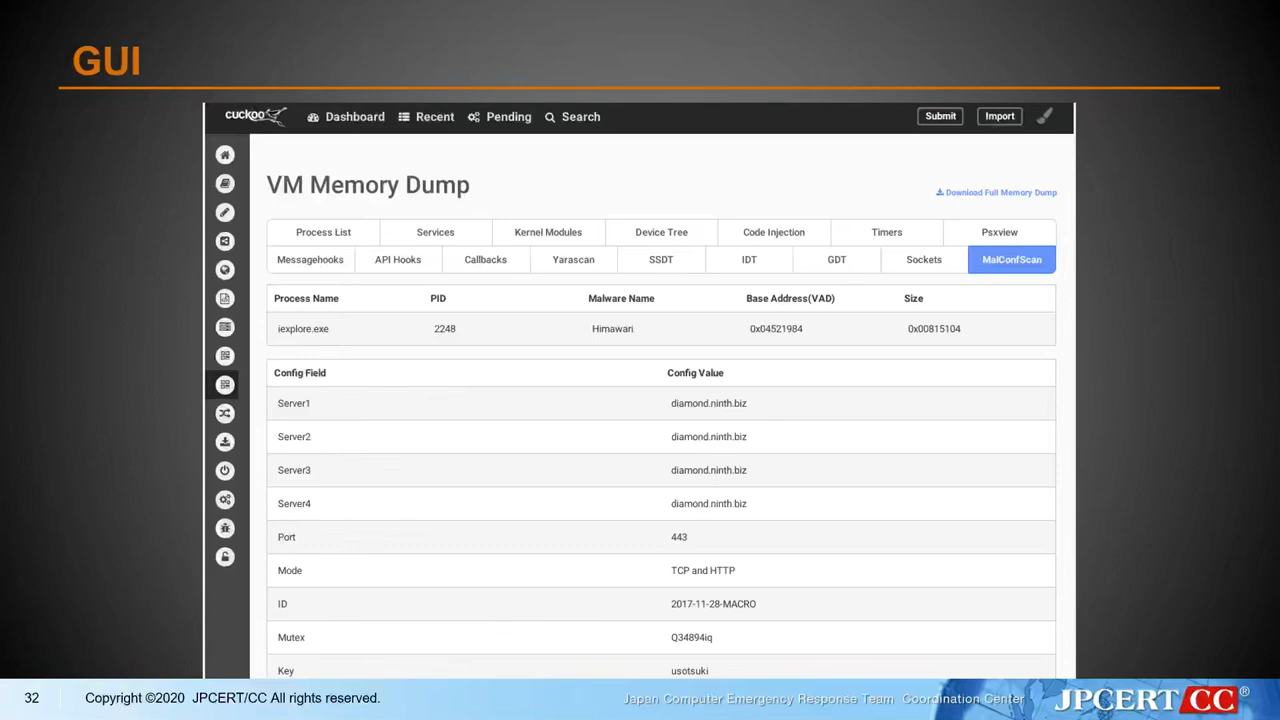 GUI
cuckoo Dashboard Recent Pending Search Submit Import
VM Memory Dump
Download Full Memory Dump
Process List Services Kernel Modules Device Tree Code Injection Timers Psxview
Messagehooks API Hooks Callbacks Yarascan SSDT IDT GDT Sockets MalConfScan
Process Name PID Malware Name Base Address(VAD) Size
iexplore.exe 2248 Himawari 0x04521984 0x00815104
Config Field Config Value
Server1 diamond.ninth.biz
Server2 diamond.ninth.biz
Server3 diamond.ninth.biz
Server4 diamond.ninth.biz
Port 443
Mode TCP and HTTP
ID 2017-11-28-MACRO
Mutex Q34894iq
Key usotsuki
32 Copyright ©2020 JPCERT/CC All rights reserved. Japan Computer Emergency Response Team Coordination Center JPCERT CC®